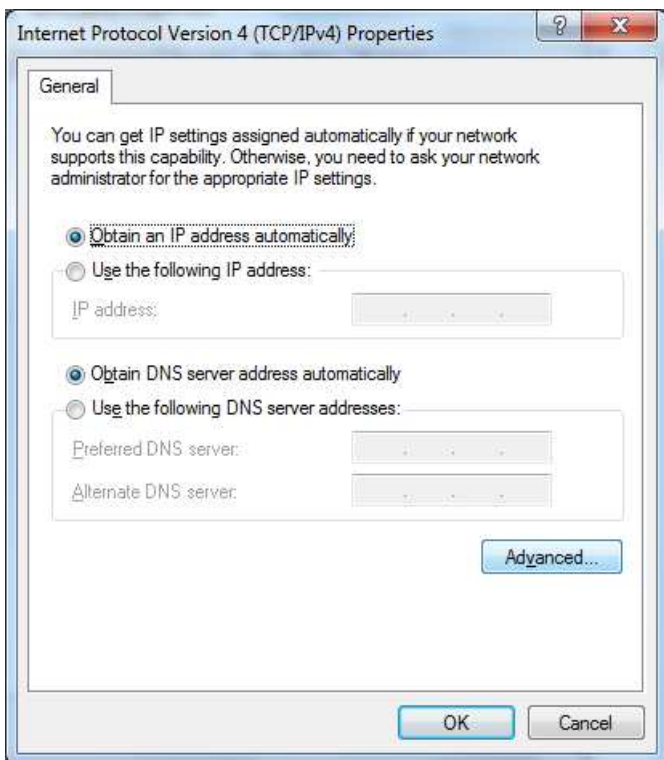 Internet Protocol Version 4 (TCP/IPv4) Properties
General
You can get IP settings assigned automatically if your network
supports this capability. Otherwise, you need to ask your network
administrator for the appropriate IP settings.
Obtain an IP address automatically
Use the following IP address:
IP address:
Obtain DNS server address automatically
Use the following DNS server addresses:
Preferred DNS server:
Alternate DNS server:
Advanced...
OK Cancel